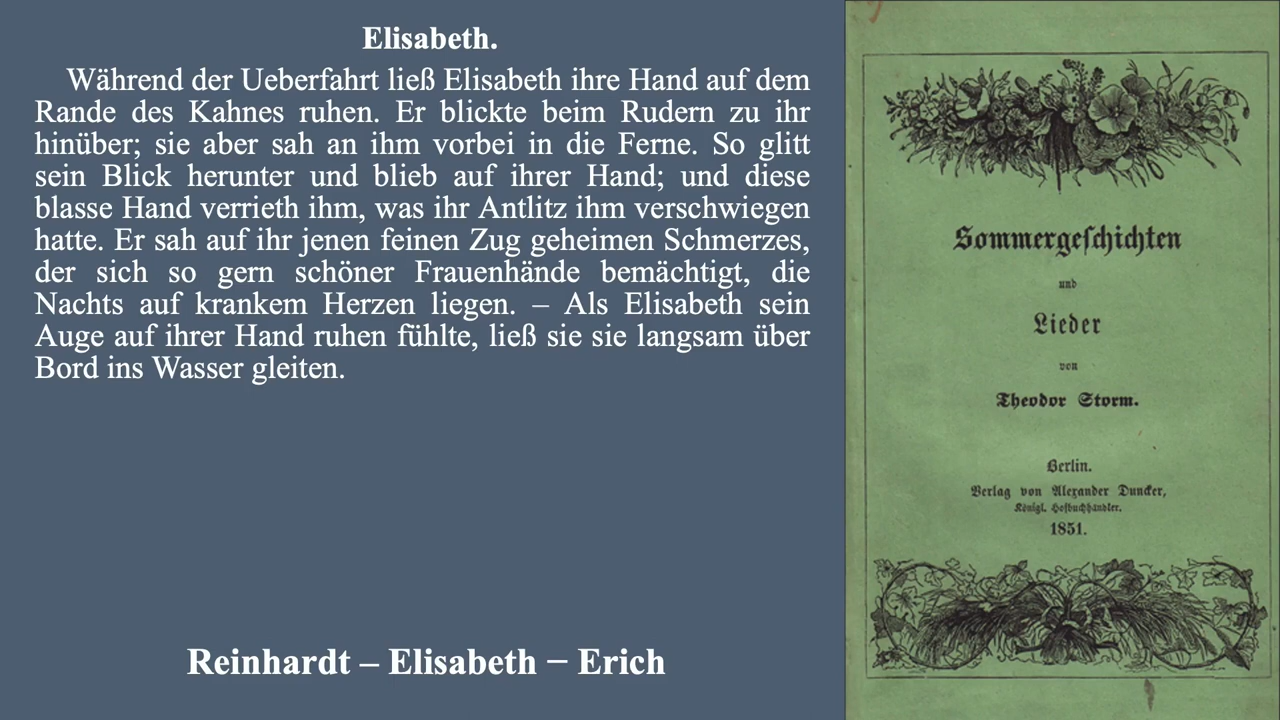 Elisabeth.
Während der Ueberfahrt ließ Elisabeth ihre Hand auf dem
Rande des Kahnes ruhen. Er blickte beim Rudern zu ihr
hinüber; sie aber sah an ihm vorbei in die Ferne. So glitt
sein Blick herunter und blieb auf ihrer Hand; und diese
blasse Hand verrieth ihm, was ihr Antlitz ihm verschwiegen
hatte. Er sah auf ihr jenen feinen Zug geheimen Schmerzes,
der sich so gern schöner Frauenhände bemächtigt, die
Nachts auf krankem Herzen liegen. – Als Elisabeth sein
Auge auf ihrer Hand ruhen fühlte, ließ sie sie langsam über
Bord ins Wasser gleiten.
Reinhardt – Elisabeth – Erich
Sommergeſchichten
und
Lieder
von
Theodor Storm.
Berlin.
Verlag von Alexander Duncker,
Königl. Hofbuchhändler.
1851.